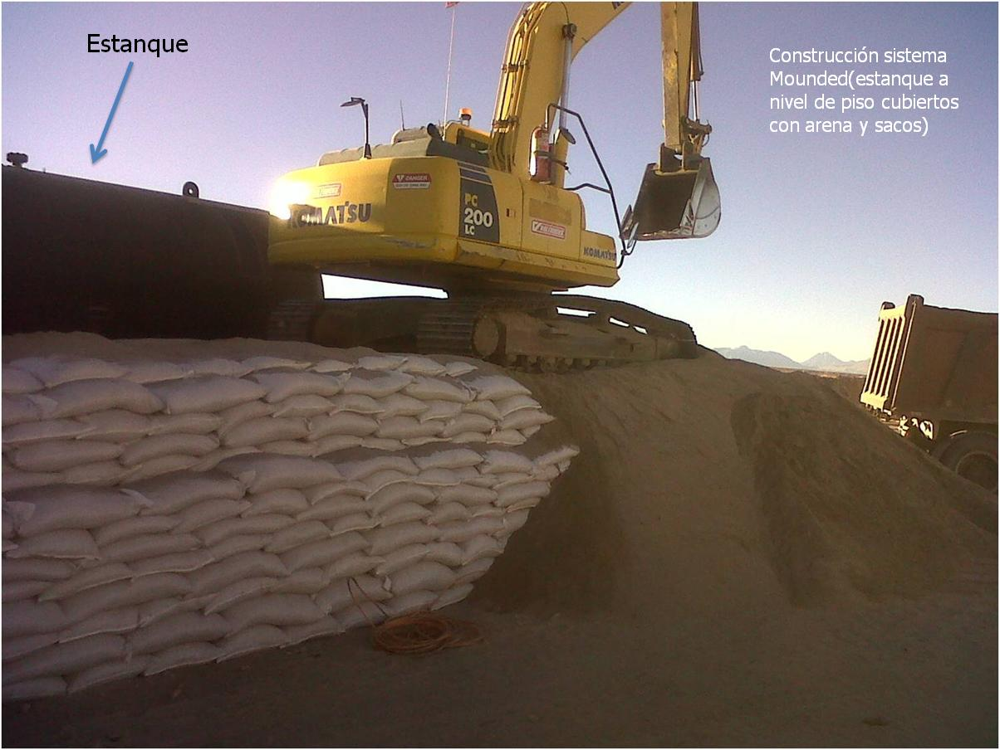 Estanque
Construcción sistema
Mounded(estanque a
nivel de piso cubiertos
con arena y sacos)
KOMATSU
PC
200
LC
DANGER
KOMATSU